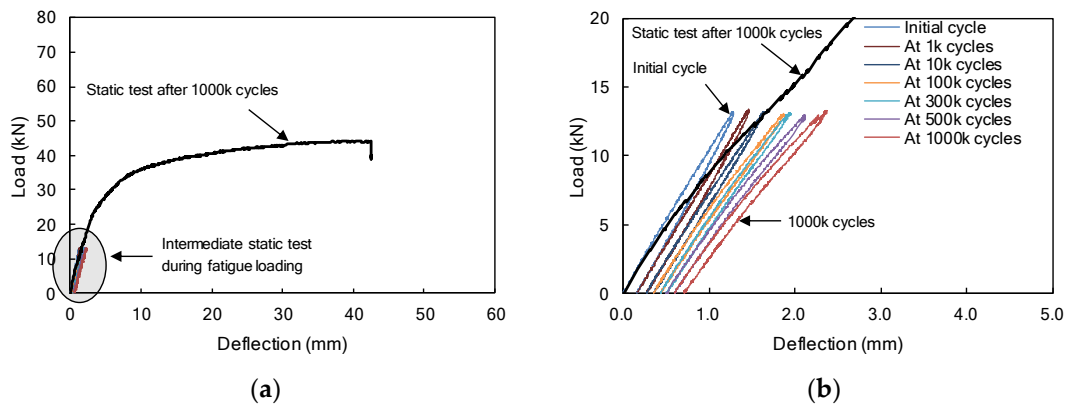 80
70
60
50
40
30
20
10
0
Load (kN)
Static test after 1000k cycles
Intermediate static test
during fatigue loading
0 10 20 30 40 50 60
Deflection (mm)
(a)
20
15
10
5
0
Load (kN)
Static test after 1000k cycles
Initial cycle
1000k cycles
Initial cycle
At 1k cycles
At 10k cycles
At 100k cycles
At 300k cycles
At 500k cycles
At 1000k cycles
0.0 1.0 2.0 3.0 4.0 5.0
Deflection (mm)
(b)